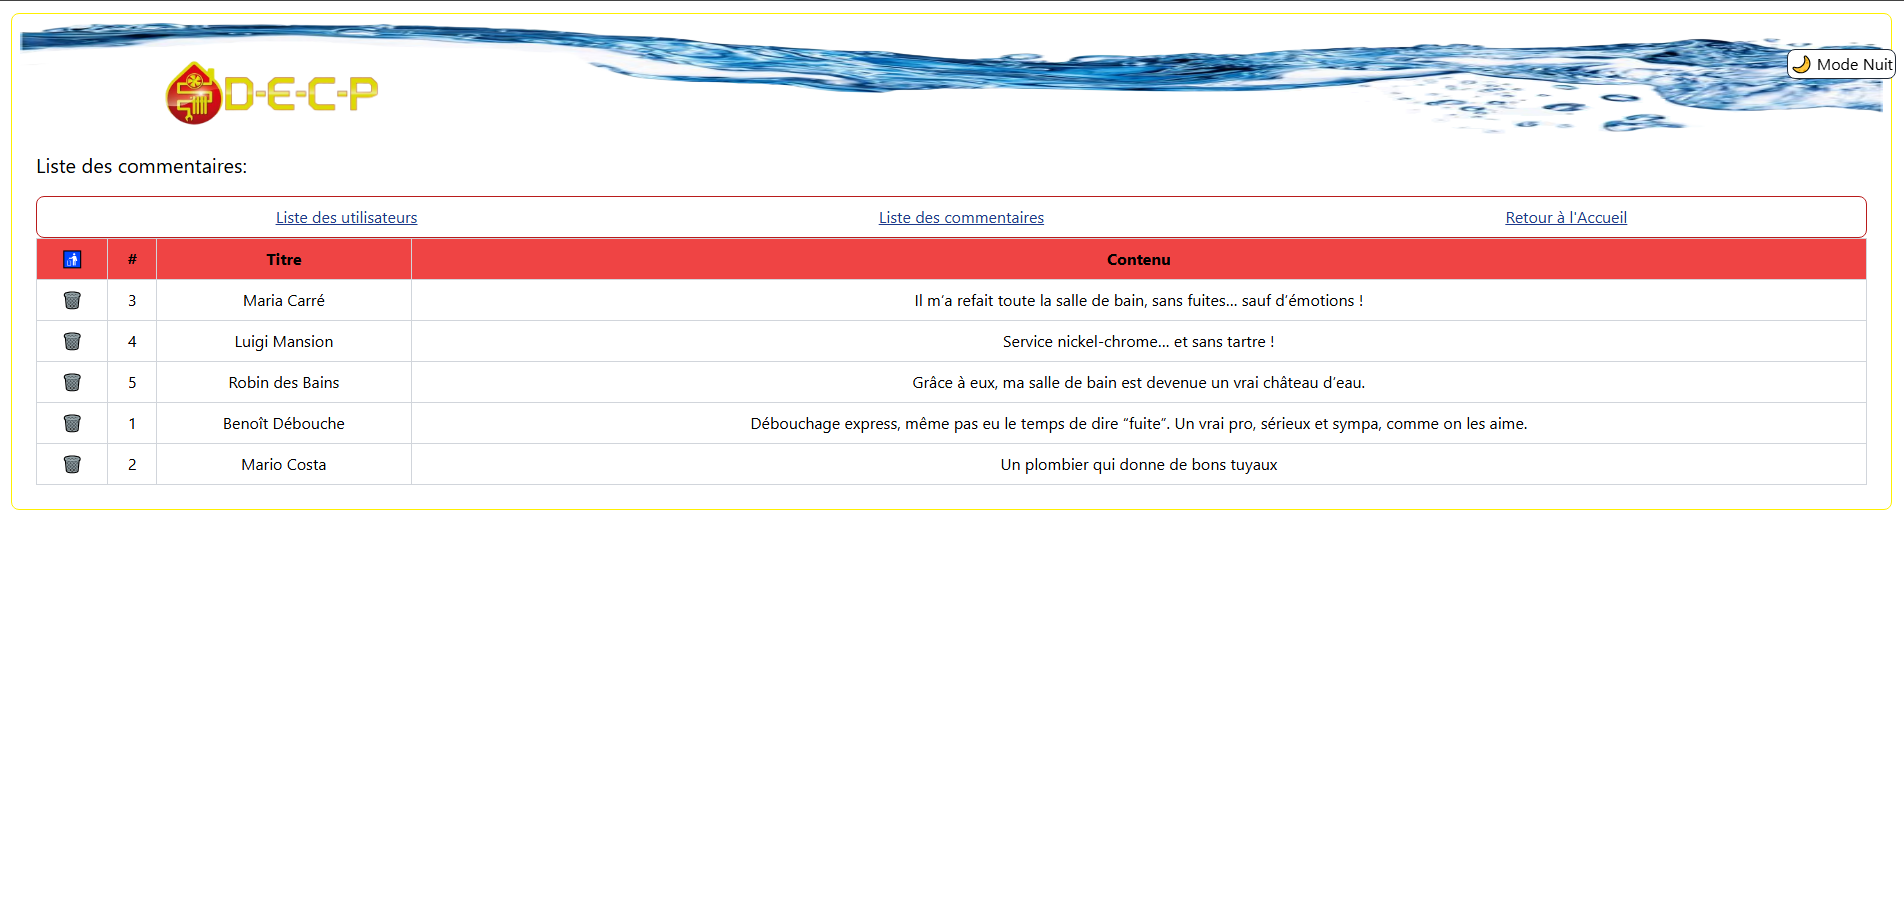 D-E-C-P
🌙 Mode Nuit
Liste des commentaires:
Liste des utilisateurs Liste des commentaires Retour à l'Accueil
# Titre Contenu
3 Maria Carré Il m’a refait toute la salle de bain, sans fuites… sauf d’émotions !
4 Luigi Mansion Service nickel-chrome… et sans tartre !
5 Robin des Bains Grâce à eux, ma salle de bain est devenue un vrai château d’eau.
1 Benoît Débouche Débouchage express, même pas eu le temps de dire “fuite”. Un vrai pro, sérieux et sympa, comme on les aime.
2 Mario Costa Un plombier qui donne de bons tuyaux